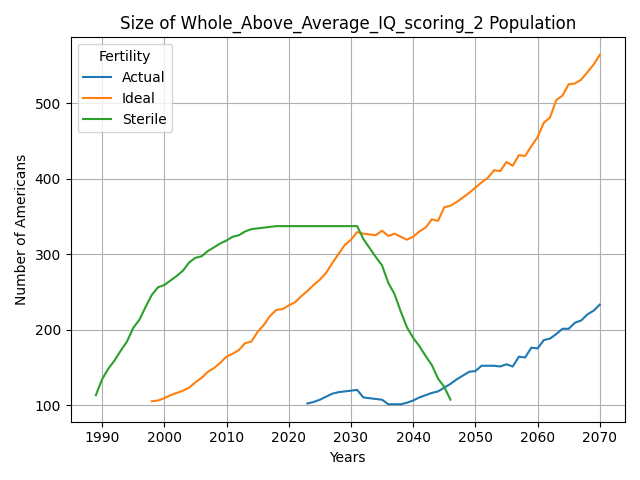 Size of Whole_Above_Average_IQ_scoring_2 Population
Fertility
Actual
Ideal
Sterile
Number of Americans
500
400
300
200
100
1990 2000 2010 2020 2030 2040 2050 2060 2070
Years